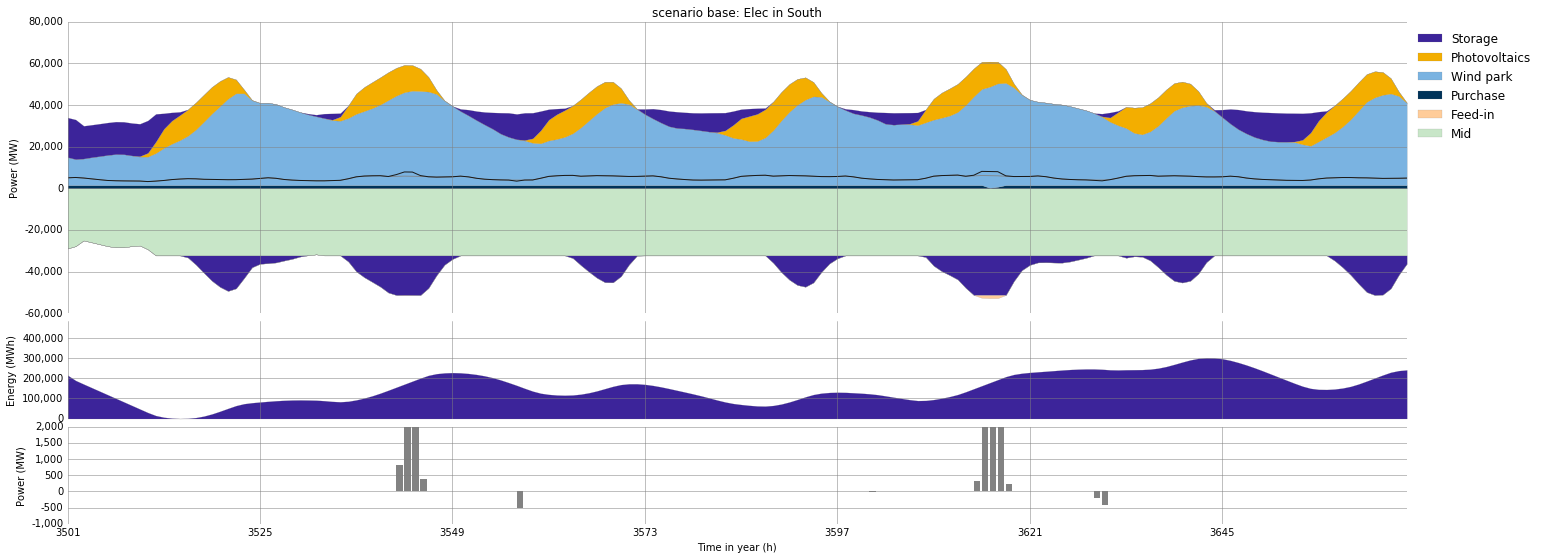 scenario base: Elec in South
80,000
60,000
40,000
20,000
0
-20,000
-40,000
-60,000
Power (MW)
Storage
Photovoltaics
Wind park
Purchase
Feed-in
Mid
400,000
300,000
200,000
100,000
0
Energy (MWh)
2,000
1,500
1,000
500
0
-500
-1,000
Power (MW)
3501 3525 3549 3573 3597 3621 3645
Time in year (h)